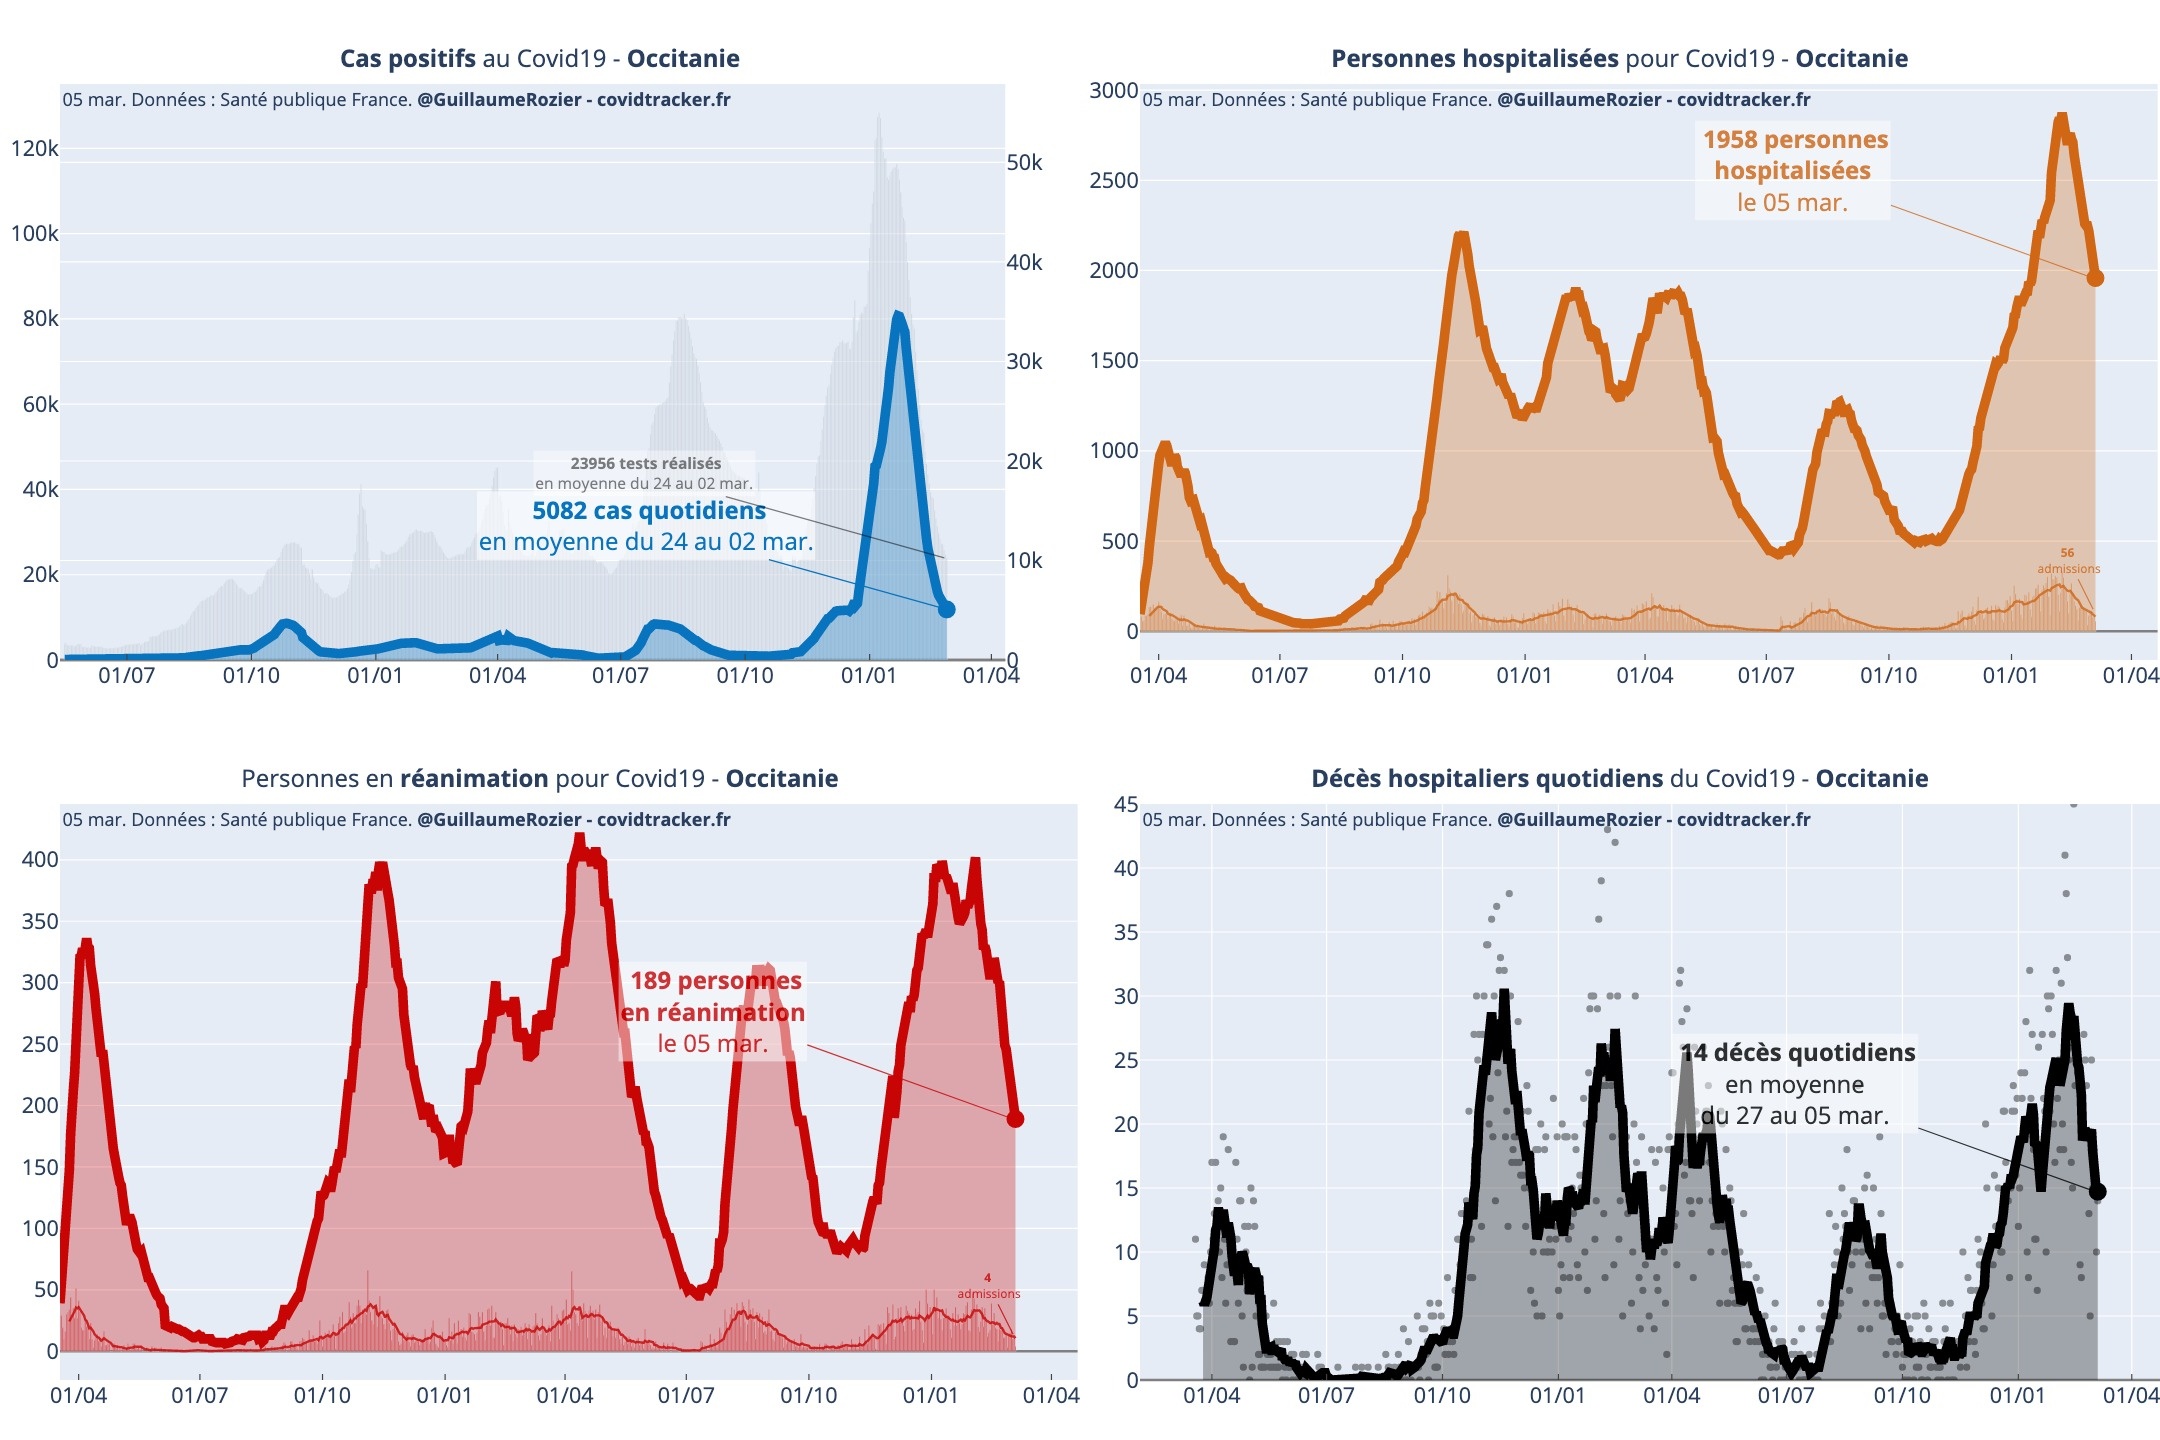 Cas positifs au Covid19 - Occitanie
05 mar. Données : Santé publique France. @GuillaumeRozier - covidtracker.fr
120k
100k
80k
60k
40k
20k
0
50k
40k
30k
20k
10k
0
23956 tests réalisés
en moyenne du 24 au 02 mar.
5082 cas quotidiens
en moyenne du 24 au 02 mar.
01/07 01/10 01/01 01/04 01/07 01/10 01/01 01/04
Personnes hospitalisées pour Covid19 - Occitanie
05 mar. Données : Santé publique France. @GuillaumeRozier - covidtracker.fr
3000
2500
2000
1500
1000
500
0
1958 personnes
hospitalisées
le 05 mar.
56
admissions
01/04 01/07 01/10 01/01 01/04 01/07 01/10 01/01 01/04
Personnes en réanimation pour Covid19 - Occitanie
05 mar. Données : Santé publique France. @GuillaumeRozier - covidtracker.fr
400
350
300
250
200
150
100
50
0
189 personnes
en réanimation
le 05 mar.
4
admissions
01/04 01/07 01/10 01/01 01/04 01/07 01/10 01/01 01/04
Décès hospitaliers quotidiens du Covid19 - Occitanie
05 mar. Données : Santé publique France. @GuillaumeRozier - covidtracker.fr
45
40
35
30
25
20
15
10
5
0
14 décès quotidiens
en moyenne
du 27 au 05 mar.
01/04 01/07 01/10 01/01 01/04 01/07 01/10 01/01 01/04